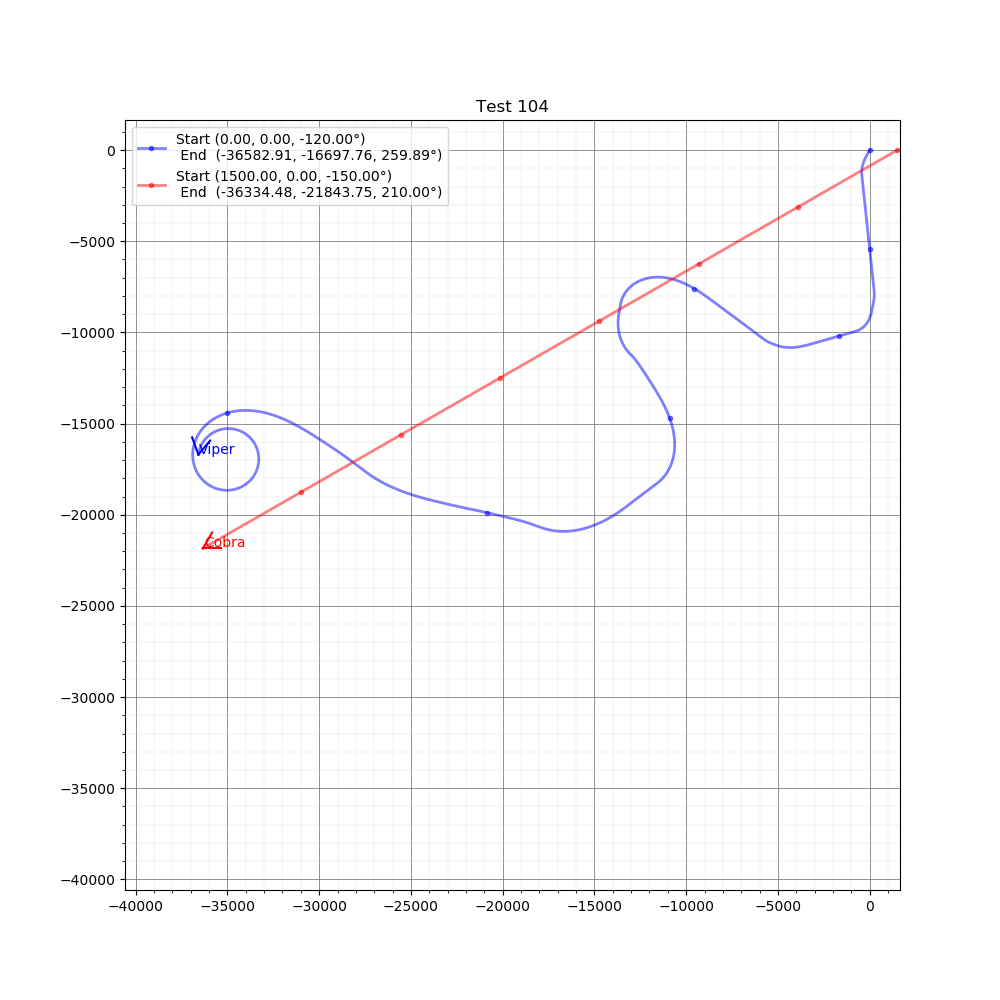 Test 104
Start (0.00, 0.00, -120.00°)
End (-36582.91, -16697.76, 259.89°)
Start (1500.00, 0.00, -150.00°)
End (-36334.48, -21843.75, 210.00°)
0
−5000
−10000
−15000
−20000
−25000
−30000
−35000
−40000
Viper
Cobra
−40000 −35000 −30000 −25000 −20000 −15000 −10000 −5000 0